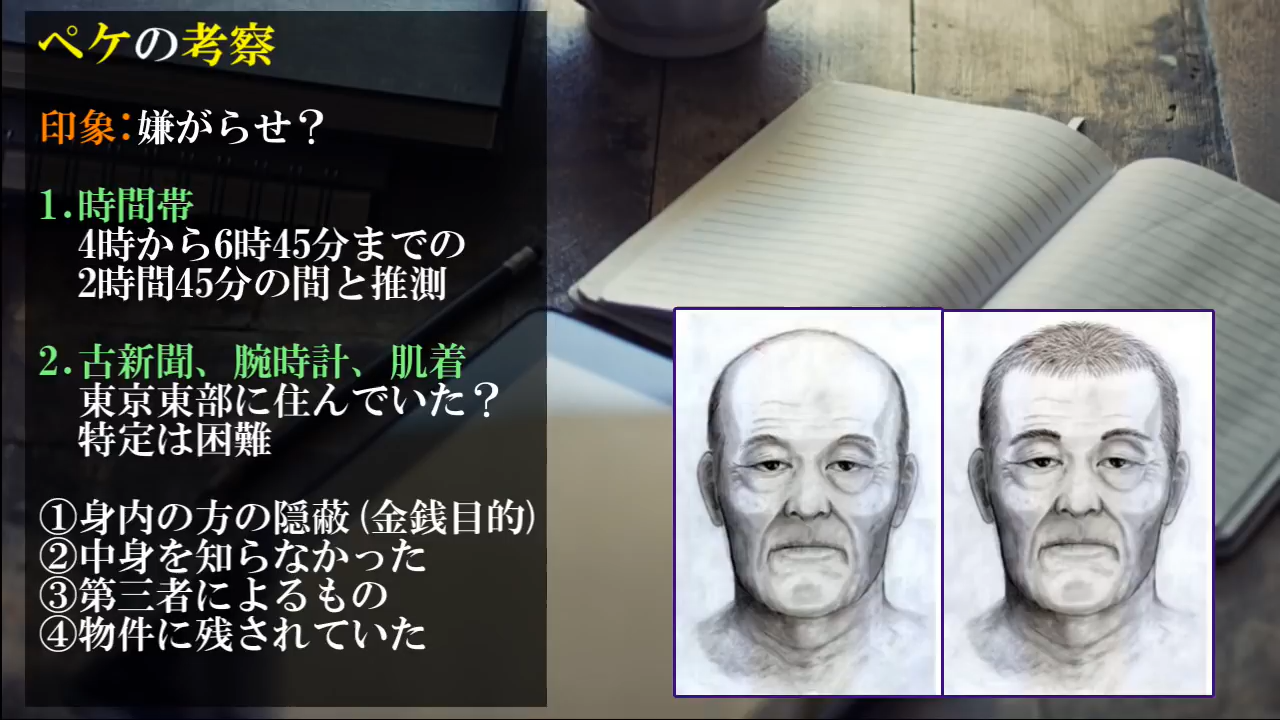 ペケの考察
印象:嫌がらせ？
1.時間帯
4時から6時45分までの
2時間45分の間と推測
2.古新聞、腕時計、肌着
東京東部に住んでいた？
特定は困難
①身内の方の隠蔽(金銭目的)
②中身を知らなかった
③第三者によるもの
④物件に残されていた